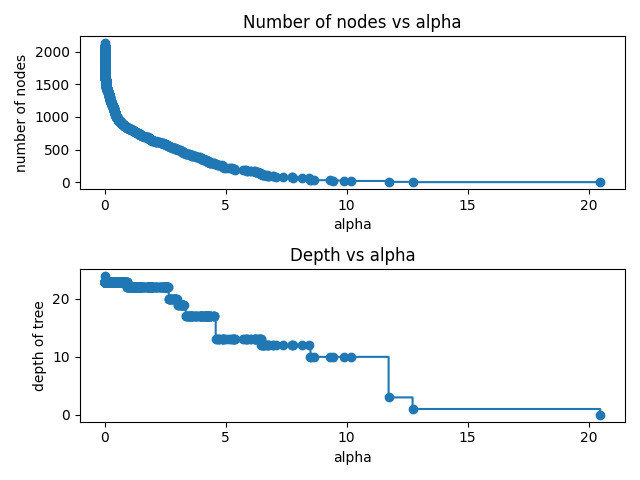 Number of nodes vs alpha
number of nodes
2000
1500
1000
500
0
0 5 10 15 20
alpha
Depth vs alpha
depth of tree
20
10
0
0 5 10 15 20
alpha